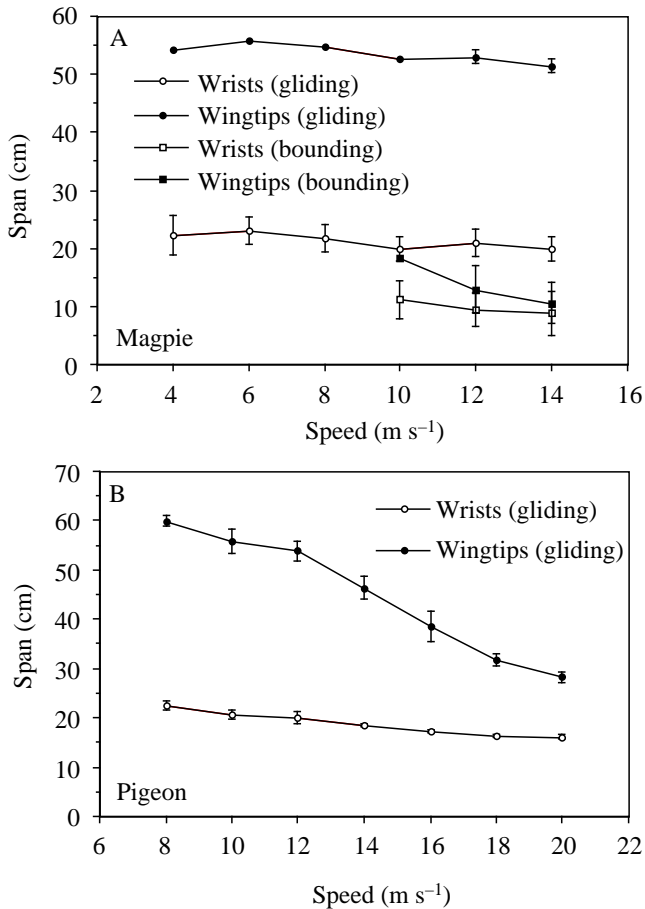 60
A
50
Wrists (gliding)
Wingtips (gliding)
40
Wrists (bounding)
Wingtips (bounding)
30
Span (cm)
20
10
Magpie
0
2 4 6 8 10 12 14 16
Speed (m s–1)
70
B
60
Wrists (gliding)
Wingtips (gliding)
50
40
Span (cm)
30
20
10
Pigeon
0
6 8 10 12 14 16 18 20 22
Speed (m s–1)